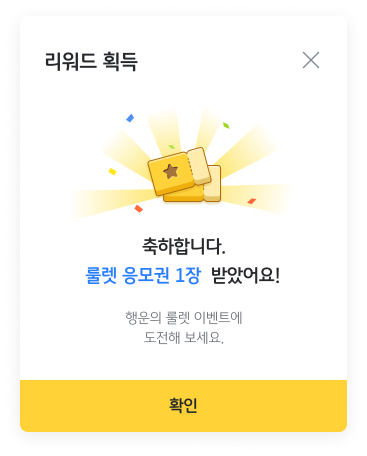 리워드 획득
축하합니다.
룰렛 응모권 1장 받았어요!
행운의 룰렛 이벤트에
도전해 보세요.
확인